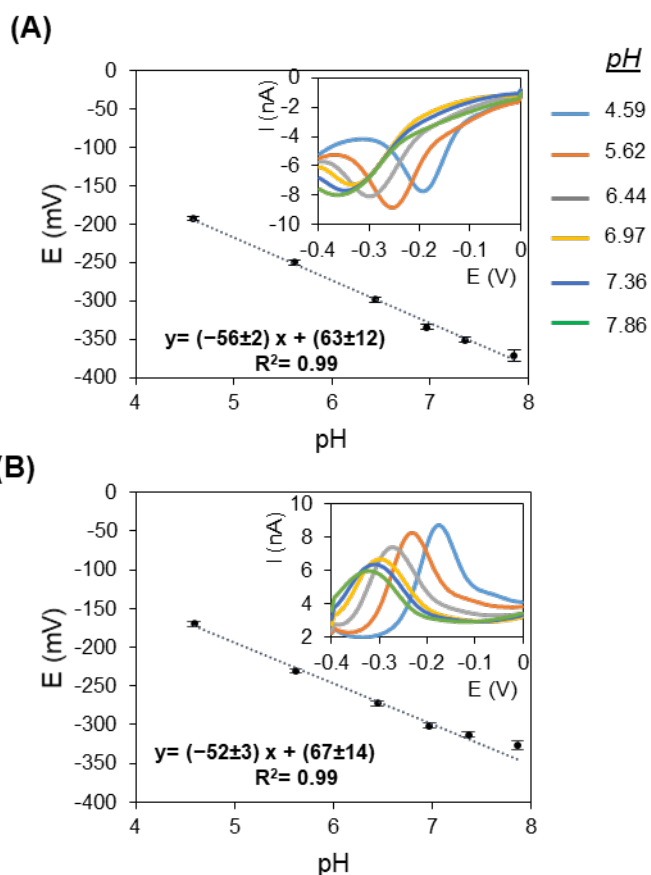 (A)
0
-50
-100
-150
-200
-250
-300
-350
-400
E (mV)
4 5 6 7 8
pH
y= (−56±2) x + (63±12)
R²= 0.99
0
-2
-4
-6
-8
-10
I (nA)
-0.4 -0.3 -0.2 -0.1 0
E (V)
pH
4.59
5.62
6.44
6.97
7.36
7.86
(B)
0
-50
-100
-150
-200
-250
-300
-350
-400
E (mV)
4 5 6 7 8
pH
y= (−52±3) x + (67±14)
R²= 0.99
10
8
6
4
2
I (nA)
-0.4 -0.3 -0.2 -0.1 0
E (V)